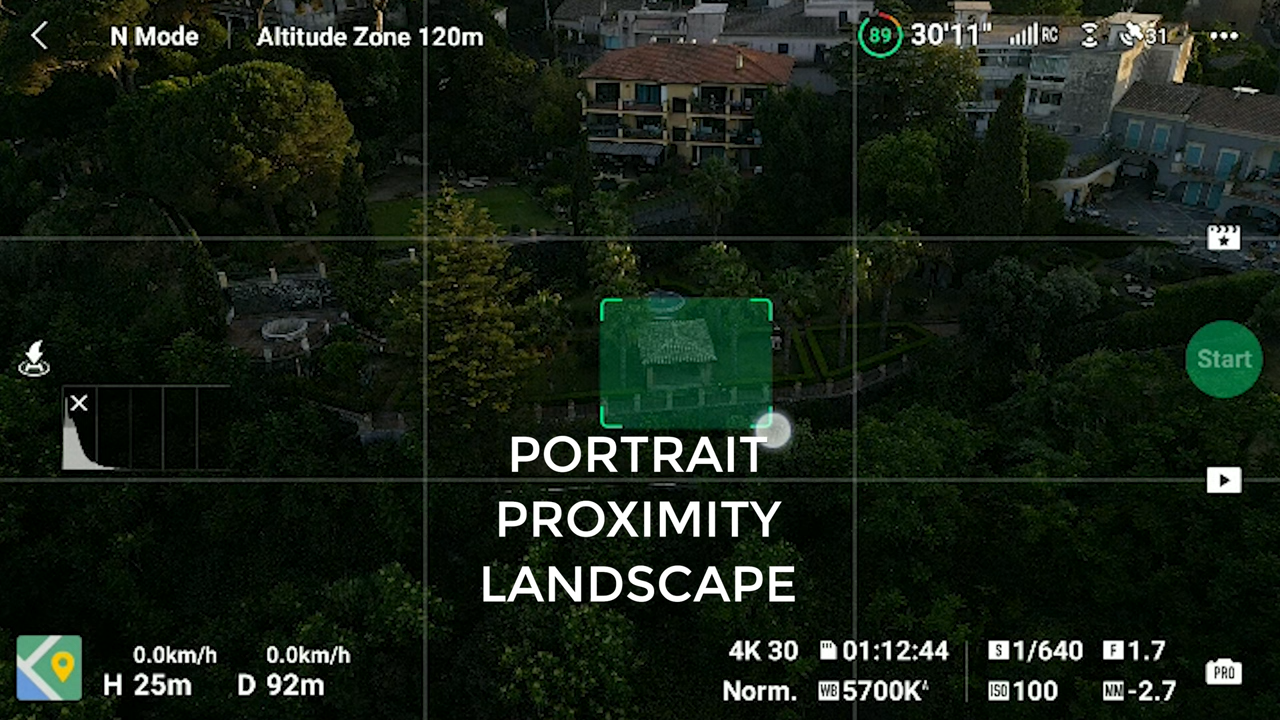 N Mode Altitude Zone 120m 89 30'11" RC 31
Start
PORTRAIT
PROXIMITY
LANDSCAPE
0.0km/h 0.0km/h 4K 30 01:12:44 S 1/640 F 1.7
H 25m D 92m Norm. WB 5700K ISO 100 -2.7
PRO